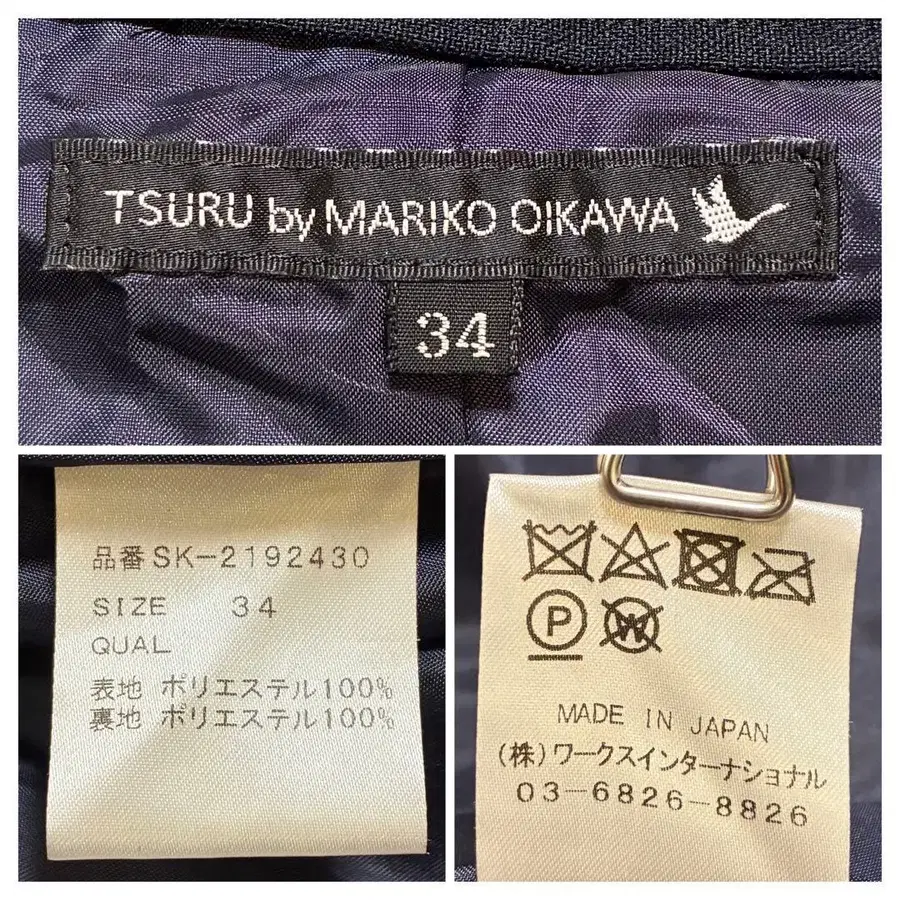 TSURU by MARIKO OIKAWA
34
品番 SK-2192430
SIZE 34
QUAL
表地 ポリエステル100%
裏地 ポリエステル100%
P
W
MADE IN JAPAN
(株)ワークスインターナショナル
03-6826-8826